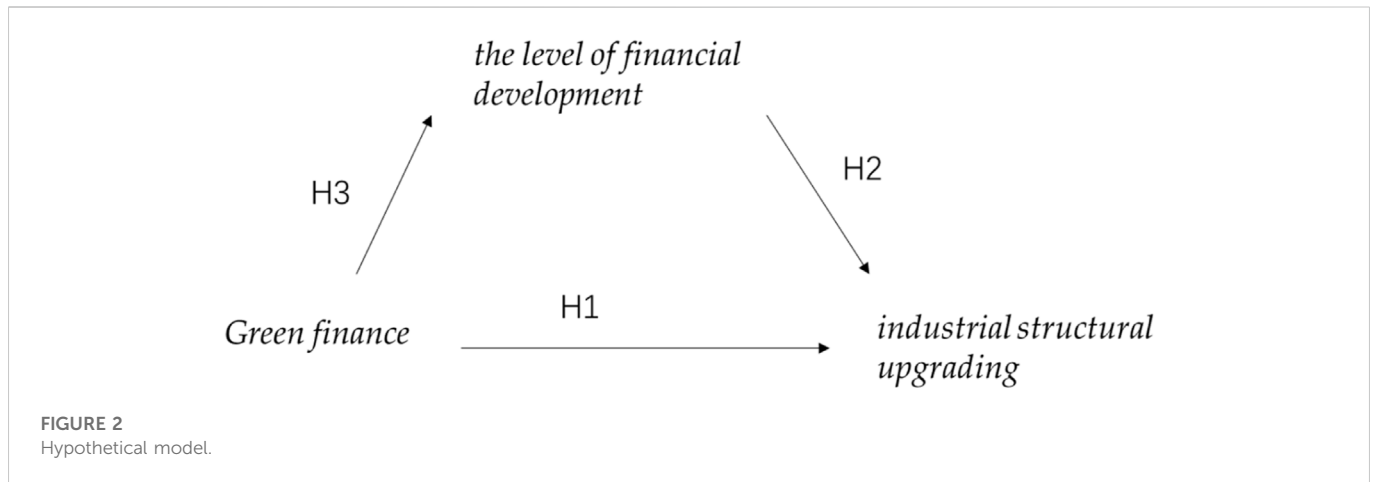 the level of financial
development
H3
H2
H1
Green finance
industrial structural
upgrading
FIGURE 2
Hypothetical model.